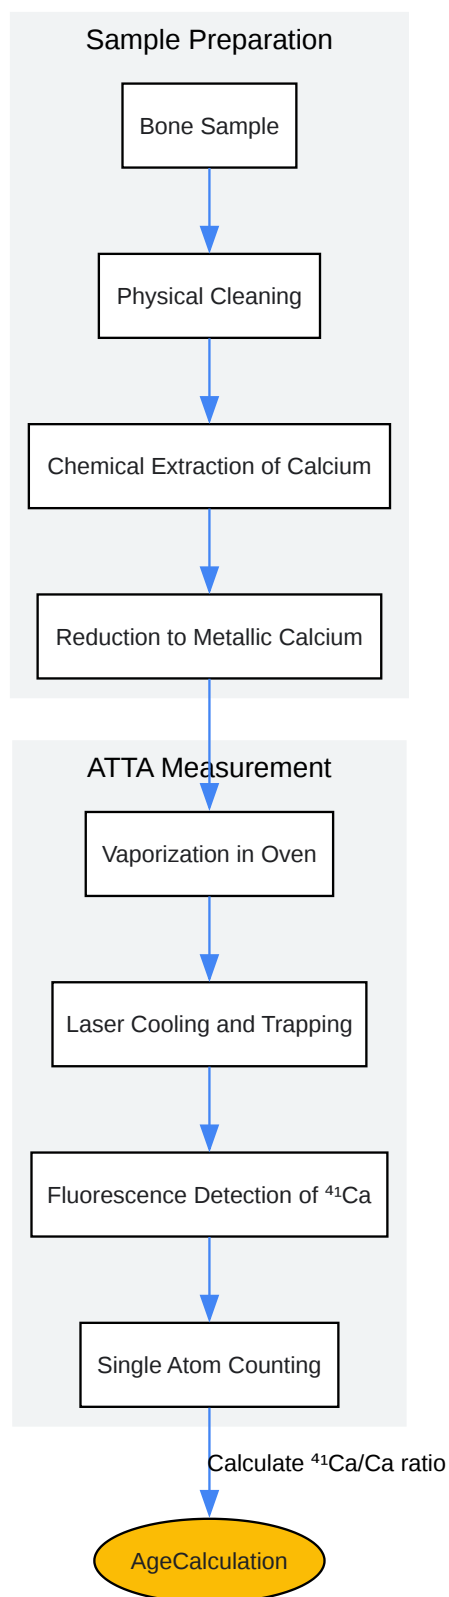 Sample Preparation
Bone Sample
Physical Cleaning
Chemical Extraction of Calcium
Reduction to Metallic Calcium
ATTA Measurement
Vaporization in Oven
Laser Cooling and Trapping
Fluorescence Detection of ⁴¹Ca
Single Atom Counting
Calculate ⁴¹Ca/Ca ratio
AgeCalculation